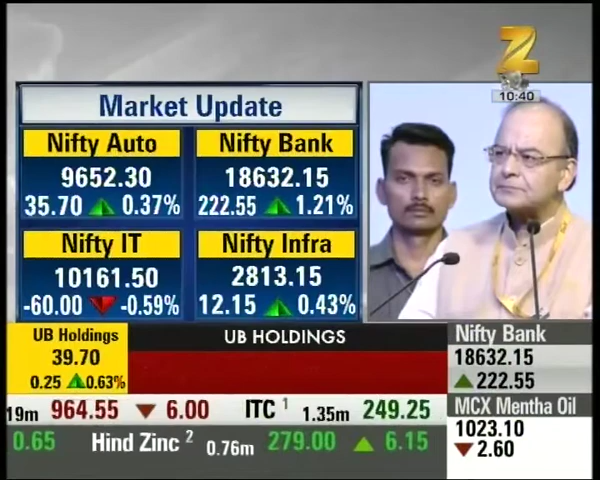 Z
10:40
Market Update
Nifty Auto
9652.30
35.70 ▲ 0.37%
Nifty Bank
18632.15
222.55 ▲ 1.21%
Nifty IT
10161.50
-60.00 ▼ -0.59%
Nifty Infra
2813.15
12.15 ▲ 0.43%
UB Holdings
39.70
0.25 ▲ 0.63%
UB HOLDINGS
Nifty Bank
18632.15
▲ 222.55
MCX Mentha Oil
1023.10
▼ 2.60
19m 964.55 ▼ 6.00 ITC 1 1.35m 249.25
0.65 Hind Zinc 2 0.76m 279.00 ▲ 6.15